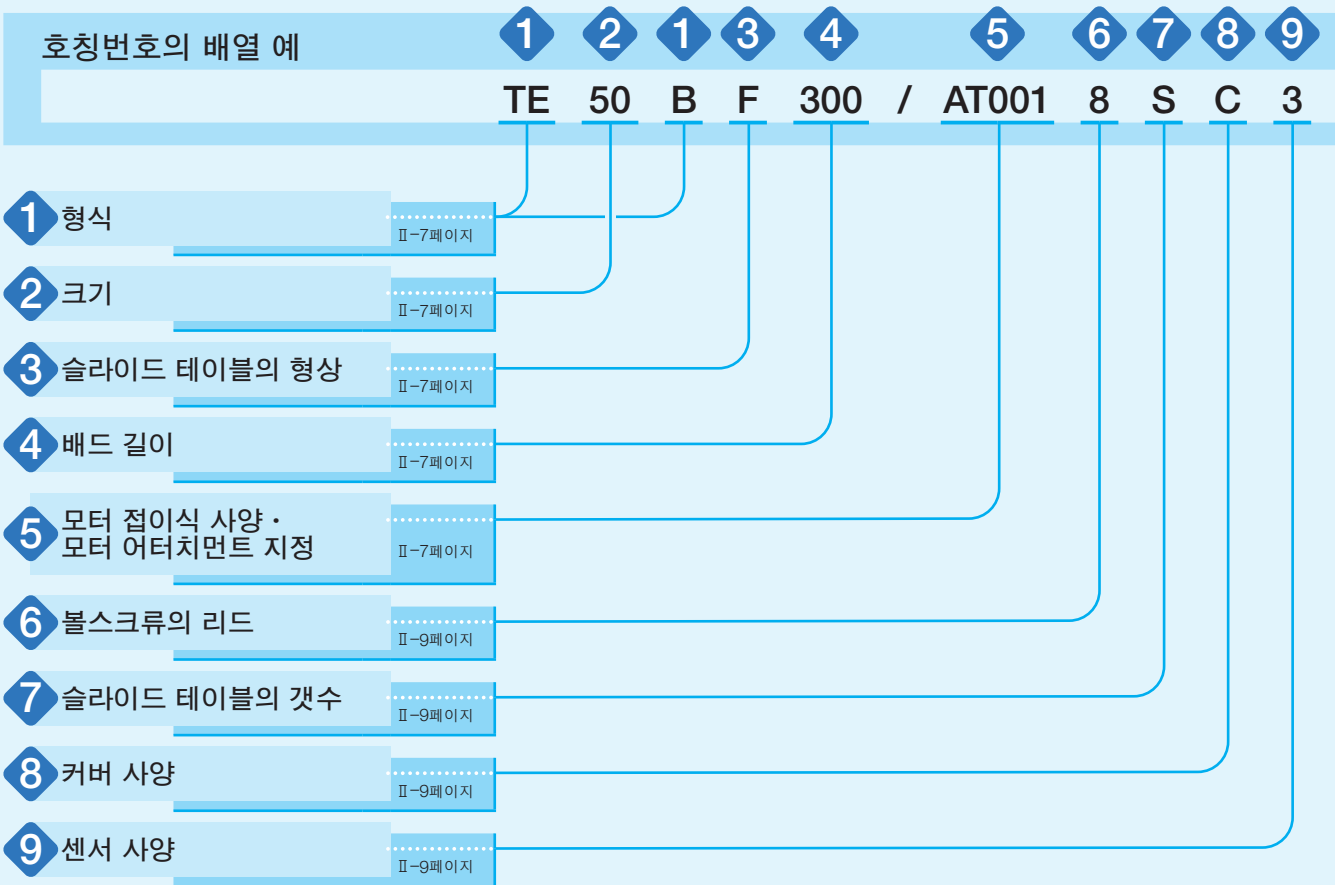 호칭번호의 배열 예
1 2 1 3 4 5 6 7 8 9
TE 50 B F 300 / AT001 8 S C 3
1 형식
Ⅱ-7페이지
2 크기
Ⅱ-7페이지
3 슬라이드 테이블의 형상
Ⅱ-7페이지
4 배드 길이
Ⅱ-7페이지
5 모터 접이식 사양·
모터 어터치먼트 지정
Ⅱ-7페이지
6 볼스크류의 리드
Ⅱ-9페이지
7 슬라이드 테이블의 갯수
Ⅱ-9페이지
8 커버 사양
Ⅱ-9페이지
9 센서 사양
Ⅱ-9페이지